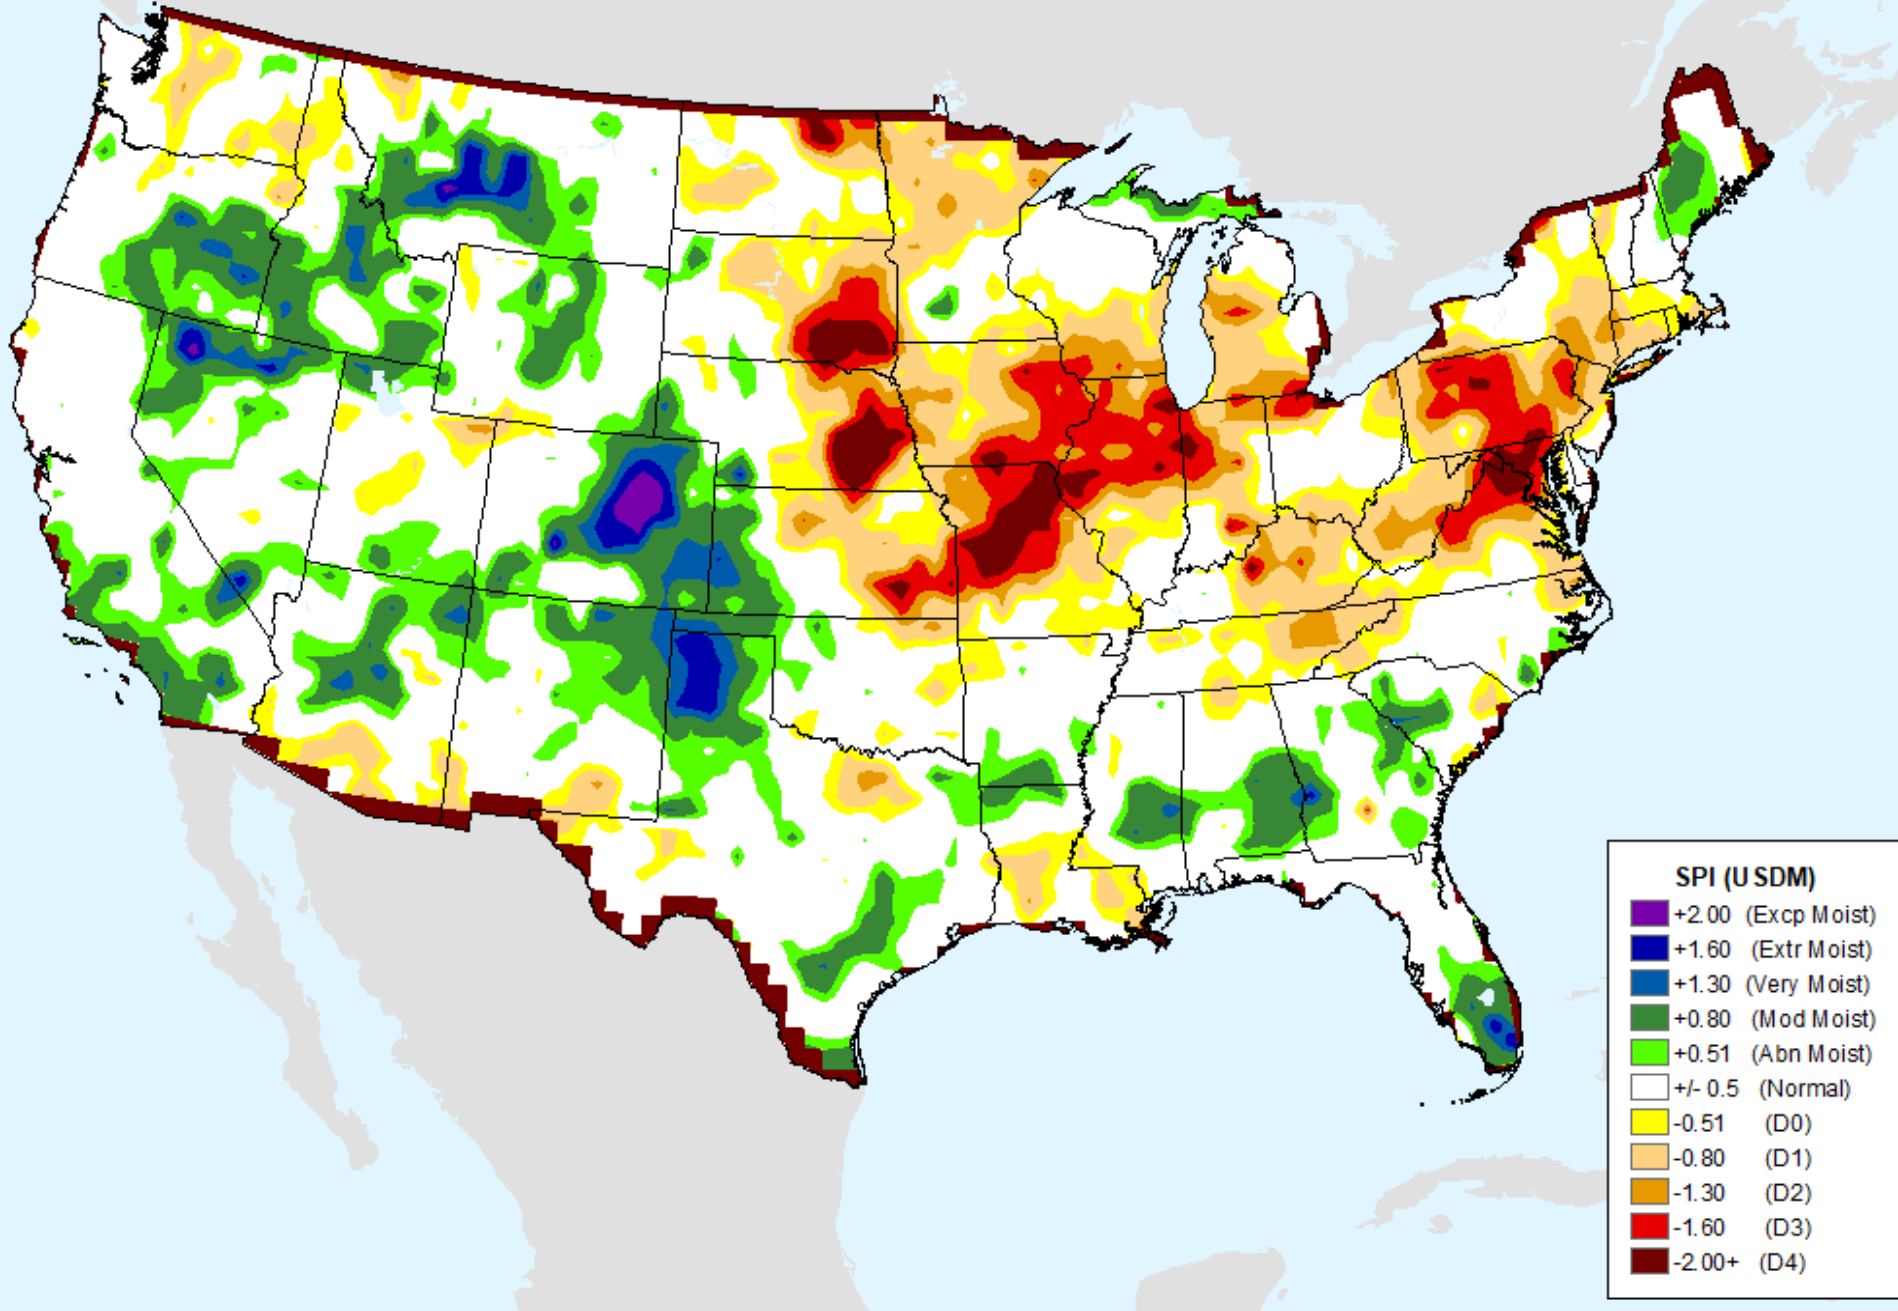 SPI (USDM)
+2.00 (Excp Moist)
+1.60 (Extr Moist)
+1.30 (Very Moist)
+0.80 (Mod Moist)
+0.51 (Abn Moist)
+/- 0.5 (Normal)
-0.51 (D0)
-0.80 (D1)
-1.30 (D2)
-1.60 (D3)
-2.00+ (D4)